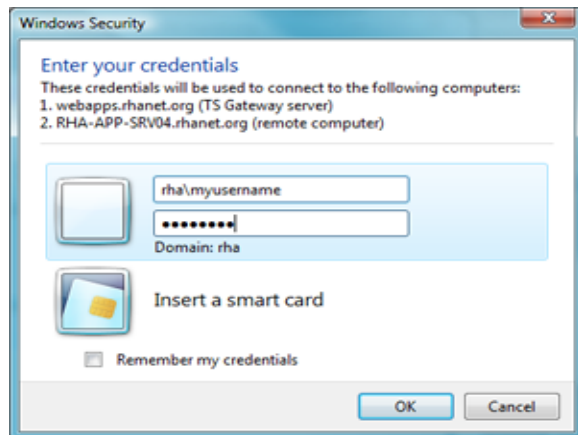 Windows Security
Enter your credentials
These credentials will be used to connect to the following computers:
1. webapps.rhanet.org (TS Gateway server)
2. RHA-APP-SRV04.rhanet.org (remote computer)
rha\myusername
●●●●●●●●
Domain: rha
Insert a smart card
Remember my credentials
OK Cancel